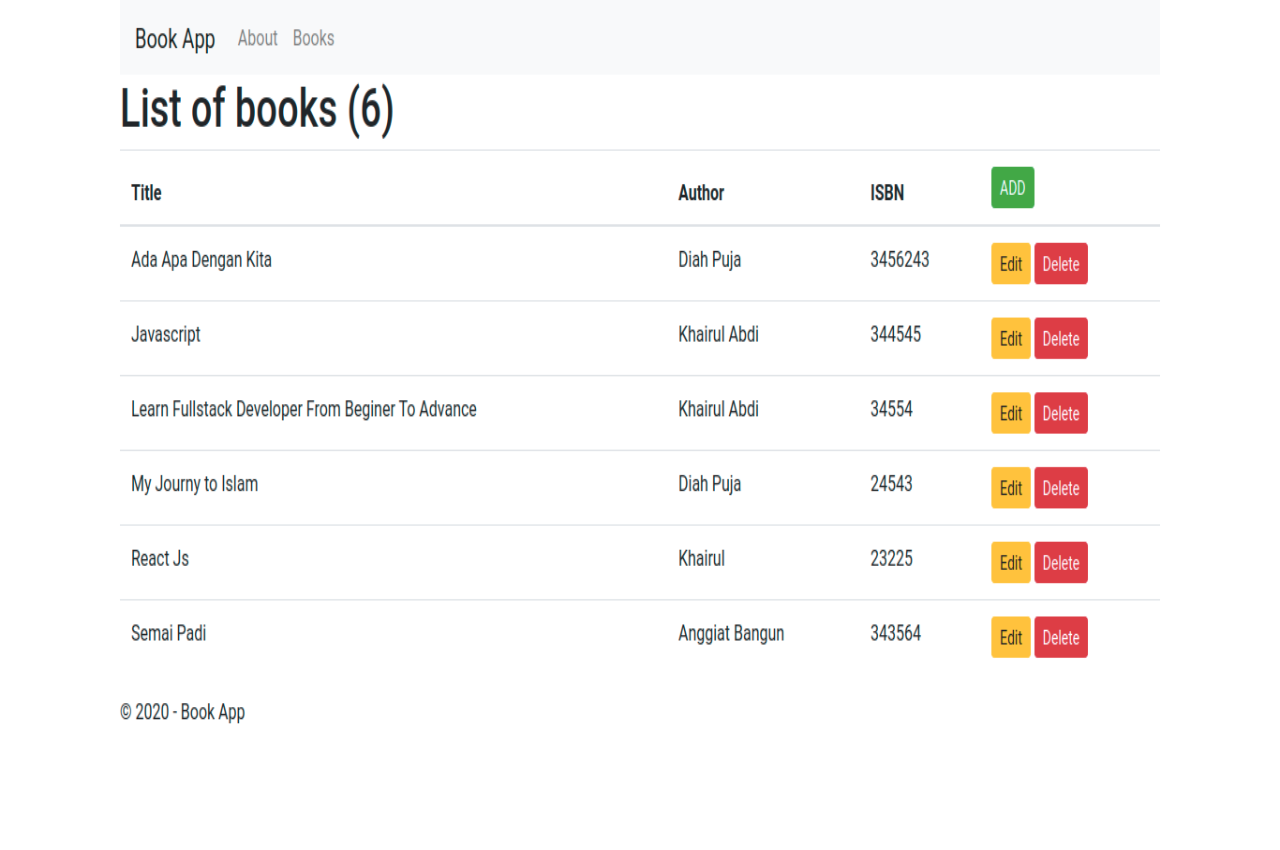 Book App About Books
List of books (6)
Title Author ISBN ADD
Ada Apa Dengan Kita Diah Puja 3456243 Edit Delete
Javascript Khairul Abdi 344545 Edit Delete
Learn Fullstack Developer From Beginer To Advance Khairul Abdi 34554 Edit Delete
My Journy to Islam Diah Puja 24543 Edit Delete
React Js Khairul 23225 Edit Delete
Semai Padi Anggiat Bangun 343564 Edit Delete
© 2020 - Book App